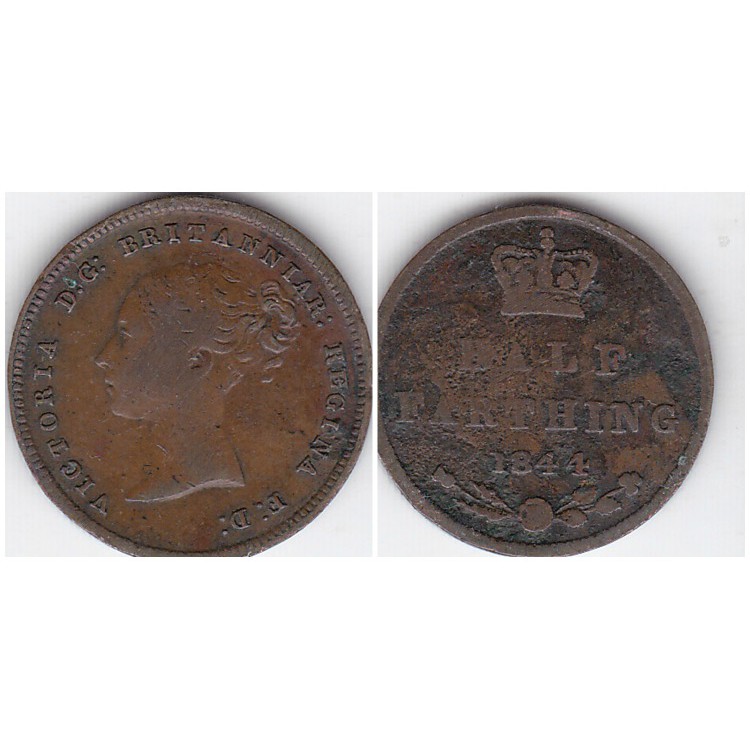 VICTORIA D:G: BRITANNIAR: REGINA F:D:
HALF
FARTHING
1844